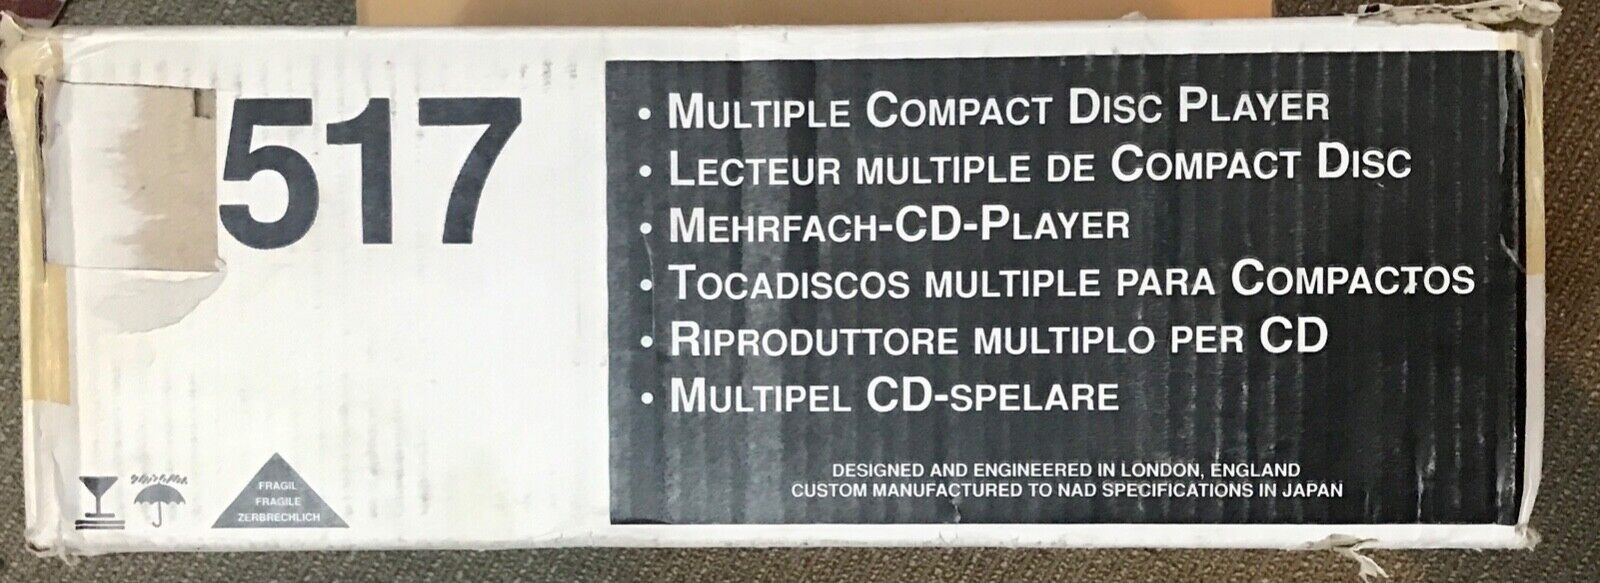 517
• MULTIPLE COMPACT DISC PLAYER
• LECTEUR MULTIPLE DE COMPACT DISC
• MEHRFACH-CD-PLAYER
• TOCADISCOS MULTIPLE PARA COMPACTOS
• RIPRODUTTORE MULTIPLO PER CD
• MULTIPEL CD-SPELARE
DESIGNED AND ENGINEERED IN LONDON, ENGLAND
CUSTOM MANUFACTURED TO NAD SPECIFICATIONS IN JAPAN
FRAGIL
FRAGILE
ZERBRECHLICH